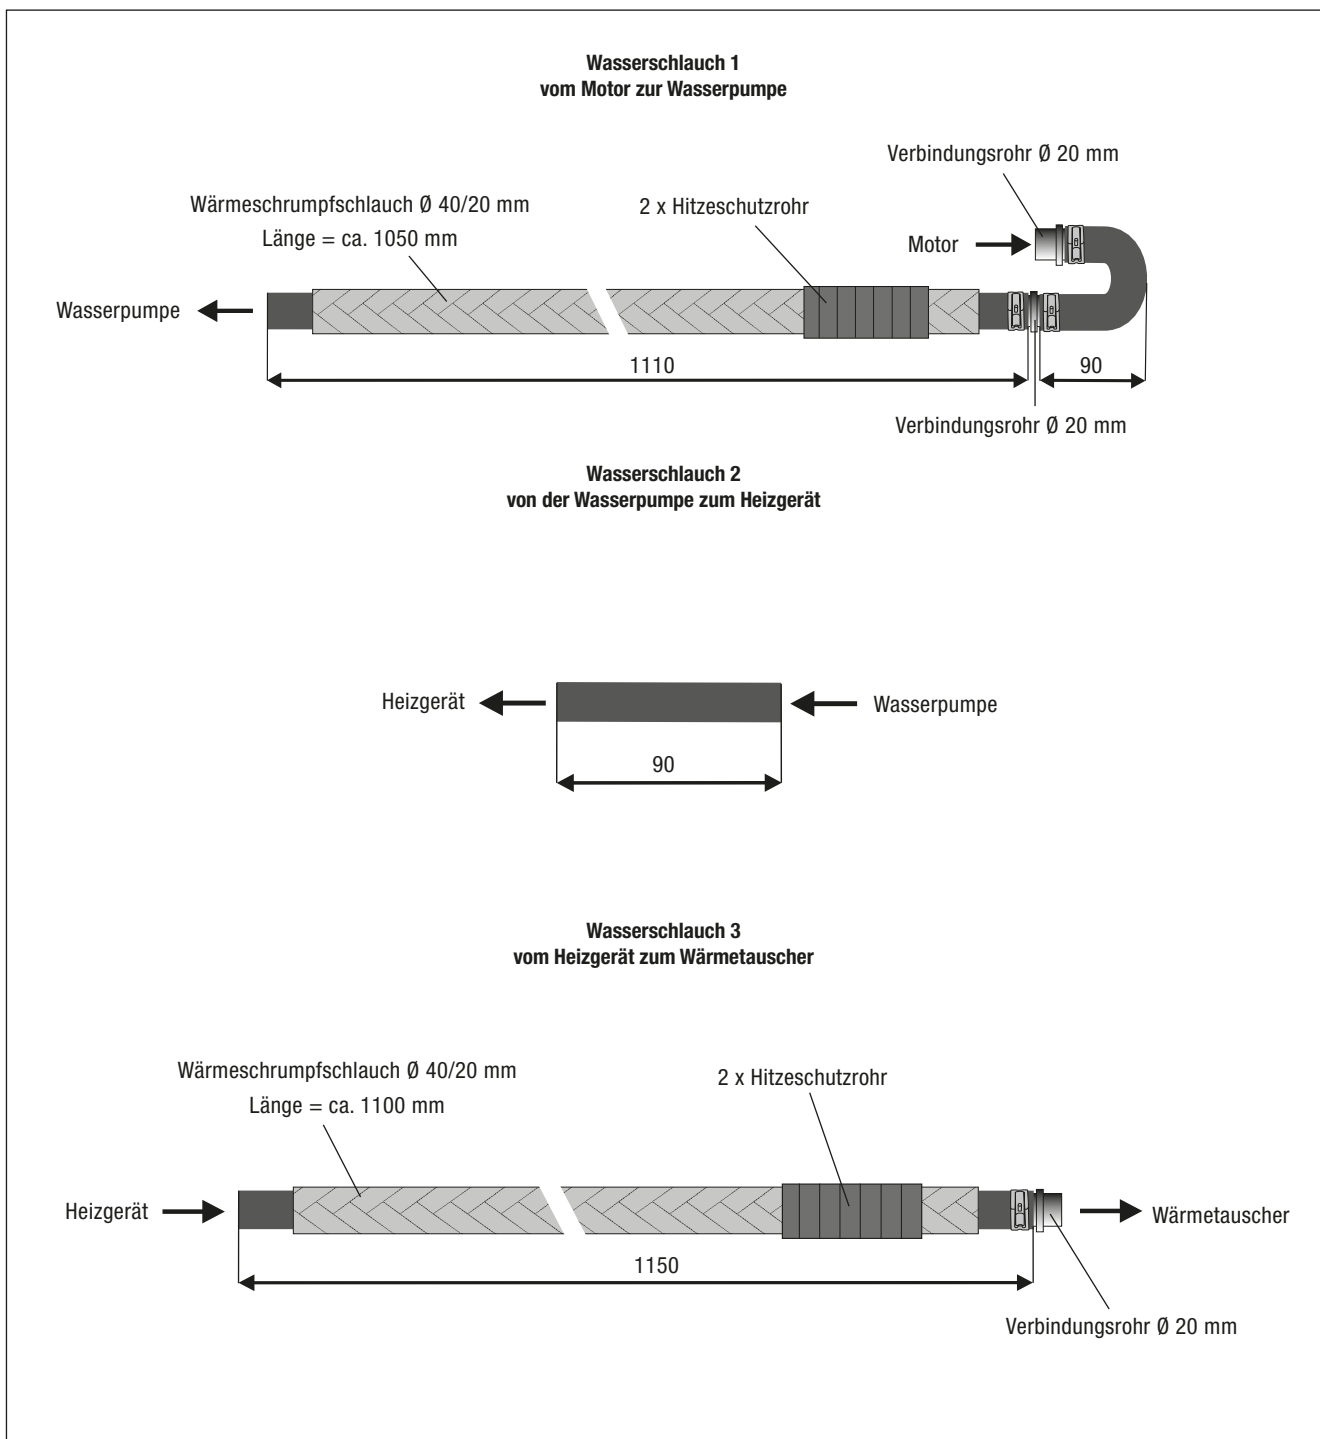 Wasserschlauch 1
vom Motor zur Wasserpumpe
Verbindungsrohr Ø 20 mm
Wärmeschrumpfschlauch Ø 40/20 mm
Länge = ca. 1050 mm
2 x Hitzeschutzrohr
Motor
Wasserpumpe
1110
90
Verbindungsrohr Ø 20 mm
Wasserschlauch 2
von der Wasserpumpe zum Heizgerät
Heizgerät
Wasserpumpe
90
Wasserschlauch 3
vom Heizgerät zum Wärmetauscher
Wärmeschrumpfschlauch Ø 40/20 mm
Länge = ca. 1100 mm
2 x Hitzeschutzrohr
Heizgerät
Wärmetauscher
1150
Verbindungsrohr Ø 20 mm